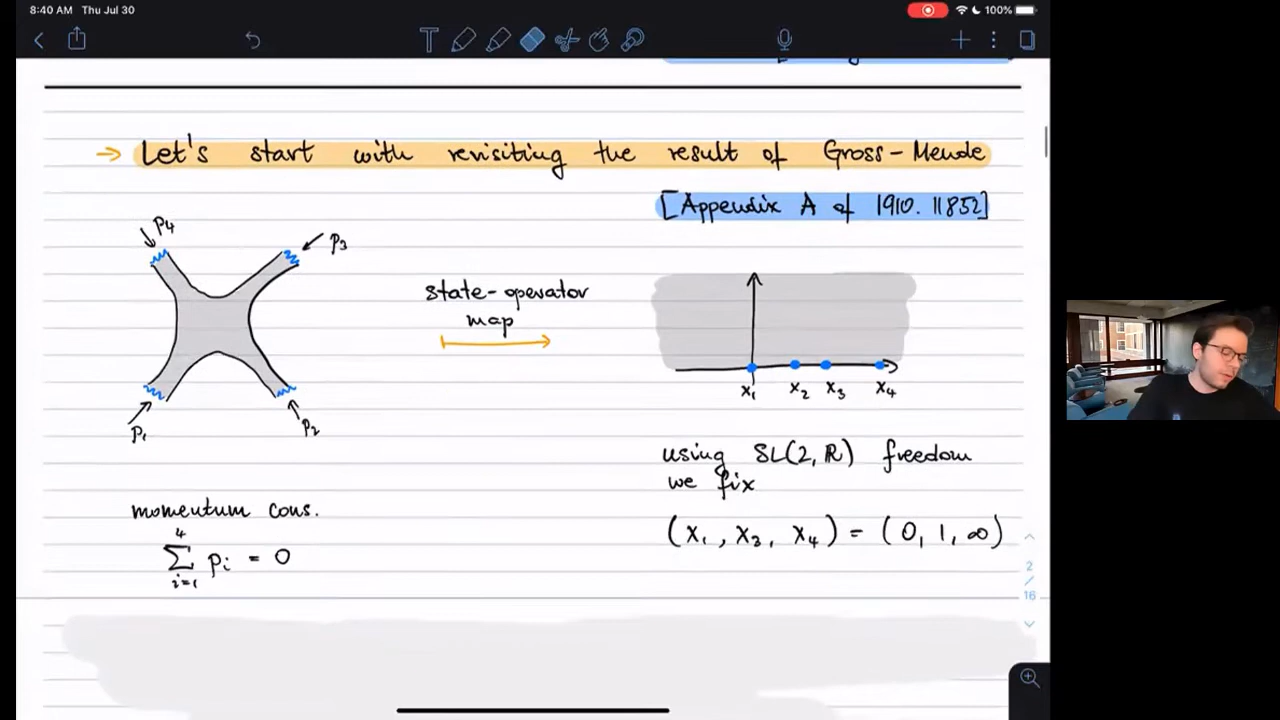 8:40 AM Thu Jul 30
100%
→ Let's start with revisiting the result of Gross-Mende
[Appendix A of 1910.11852]
p4
p3
p1
p2
state-operator
map
x1 x2 x3 x4
using SL(2,ℝ) freedom
we fix
(x1, x3, x4) = (0, 1, ∞)
momentum cons.
4
∑ pi = 0
i=1
2
/
16